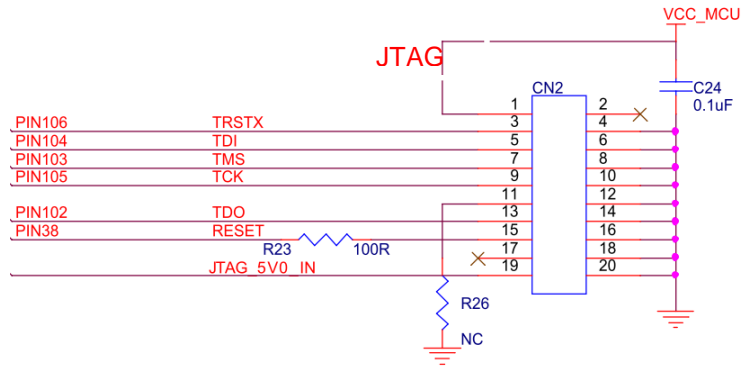 VCC_MCU
JTAG
CN2
C24
0.1uF
1 2
PIN106 TRSTX 3 4
PIN104 TDI 5 6
PIN103 TMS 7 8
PIN105 TCK 9 10
11 12
PIN102 TDO 13 14
PIN38 RESET 15 16
R23 100R
17 18
JTAG_5V0_IN 19 20
R26
NC